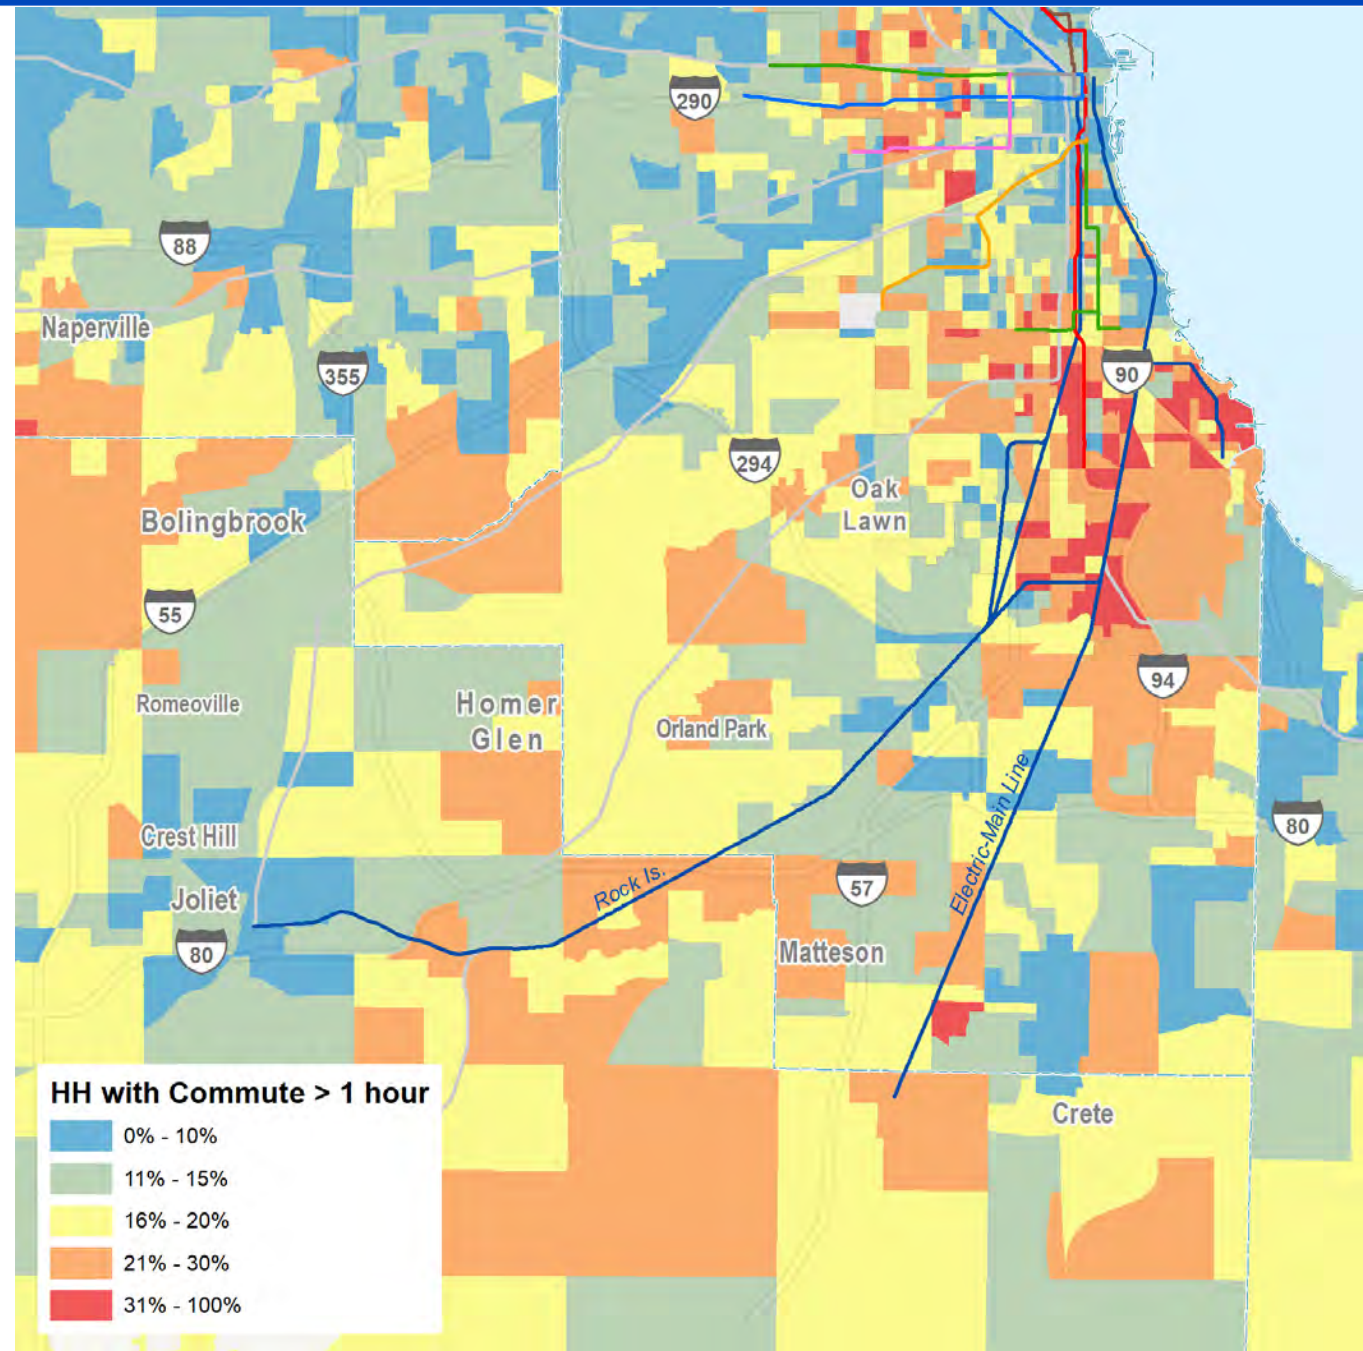 290
88
Naperville
355
90
294
Oak
Lawn
Bolingbrook
55
94
Romeoville
Homer
Glen
Orland Park
Electric-Main Line
80
Crest Hill
Rock Is.
57
Joliet
80
Matteson
HH with Commute > 1 hour
0% - 10%
11% - 15%
16% - 20%
21% - 30%
31% - 100%
Crete